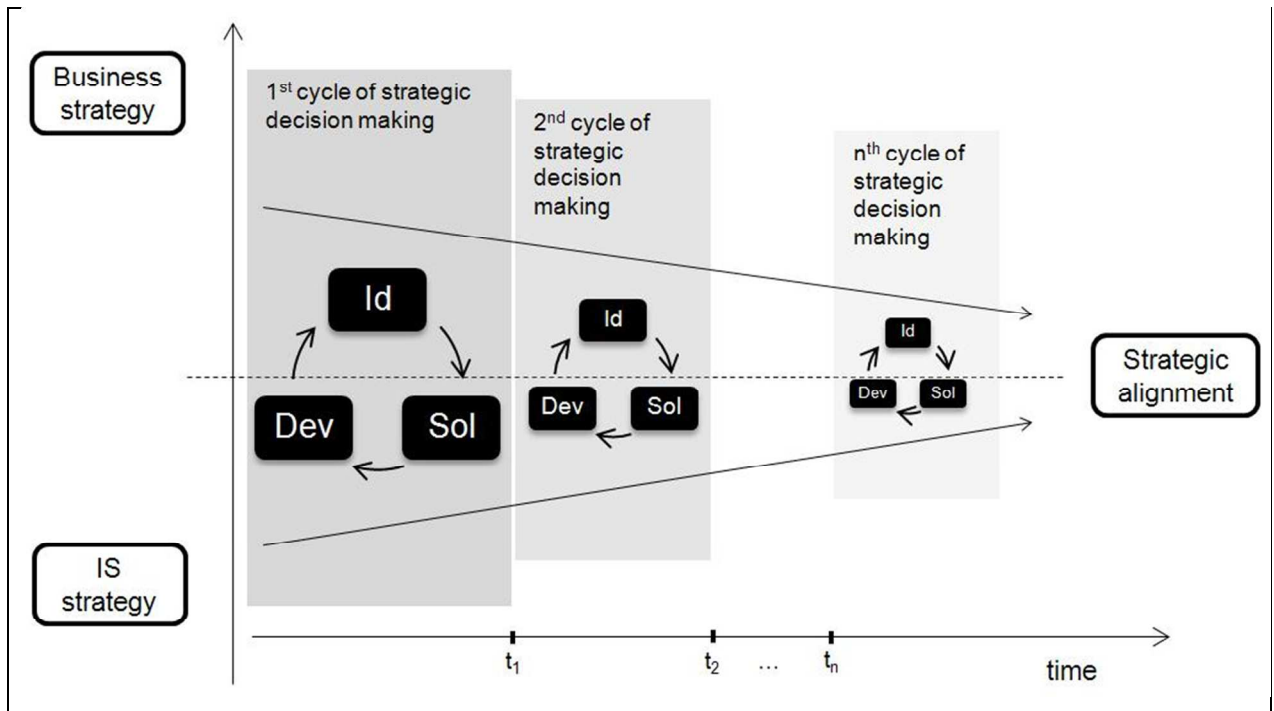 Business
strategy
1st cycle of strategic
decision making
2nd cycle of
strategic
decision
making
nth cycle of
strategic
decision
making
Id
Dev
Sol
Id
Dev
Sol
Id
Dev
Sol
Strategic
alignment
IS
strategy
t1
t2
...
tn
time